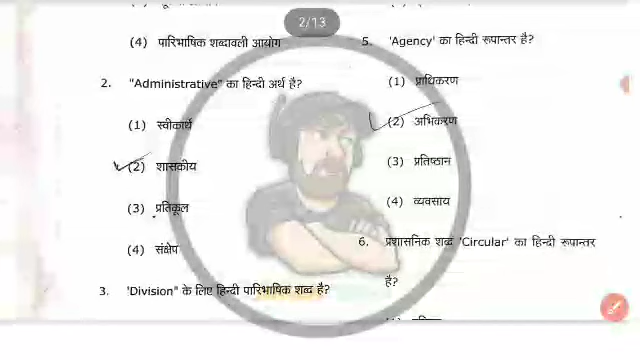 2/13
(4) पारिभाषिक शब्दावली आयोग
2. "Administrative" का हिन्दी अर्थ है?
(1) स्वीकार्य
(2) शासकीय
(3) प्रतिकूल
(4) संक्षेप
3. 'Division" के लिए हिन्दी पारिभाषिक शब्द है?
5. 'Agency' का हिन्दी रूपान्तर है?
(1) प्राधिकरण
(2) अभिकरण
(3) प्रतिष्ठान
(4) व्यवसाय
6. प्रशासनिक शब्द 'Circular' का हिन्दी रूपान्तर
है?